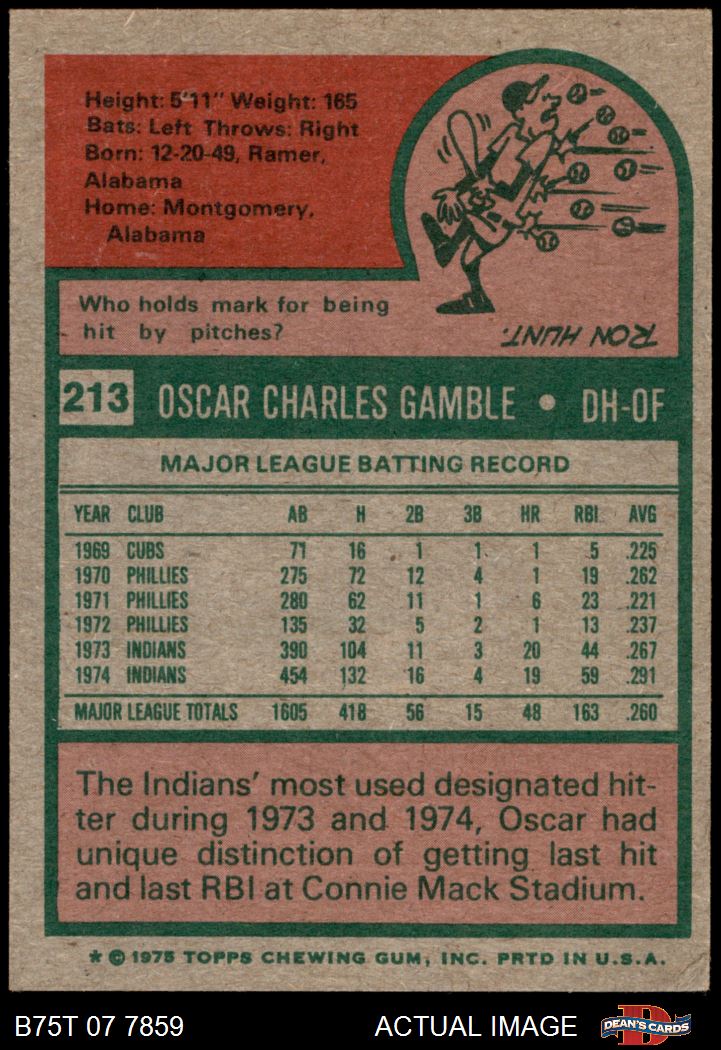 Height: 5'11" Weight: 165
Bats: Left Throws: Right
Born: 12-20-49, Ramer,
Alabama
Home: Montgomery,
Alabama
Who holds mark for being
hit by pitches?
RON HUNT.
213 OSCAR CHARLES GAMBLE • DH-OF
MAJOR LEAGUE BATTING RECORD
YEAR CLUB AB H 2B 3B HR RBI AVG
1969 CUBS 71 16 1 1 1 5 .225
1970 PHILLIES 275 72 12 4 1 19 .262
1971 PHILLIES 280 62 11 1 6 23 .221
1972 PHILLIES 135 32 5 2 1 13 .237
1973 INDIANS 390 104 11 3 20 44 .267
1974 INDIANS 454 132 16 4 19 59 .291
MAJOR LEAGUE TOTALS 1605 418 56 15 48 163 .260
The Indians' most used designated hit-
ter during 1973 and 1974, Oscar had
unique distinction of getting last hit
and last RBI at Connie Mack Stadium.
* © 1975 TOPPS CHEWING GUM, INC. PRTD IN U.S.A.
B75T 07 7859 ACTUAL IMAGE DEAN'S CARDS